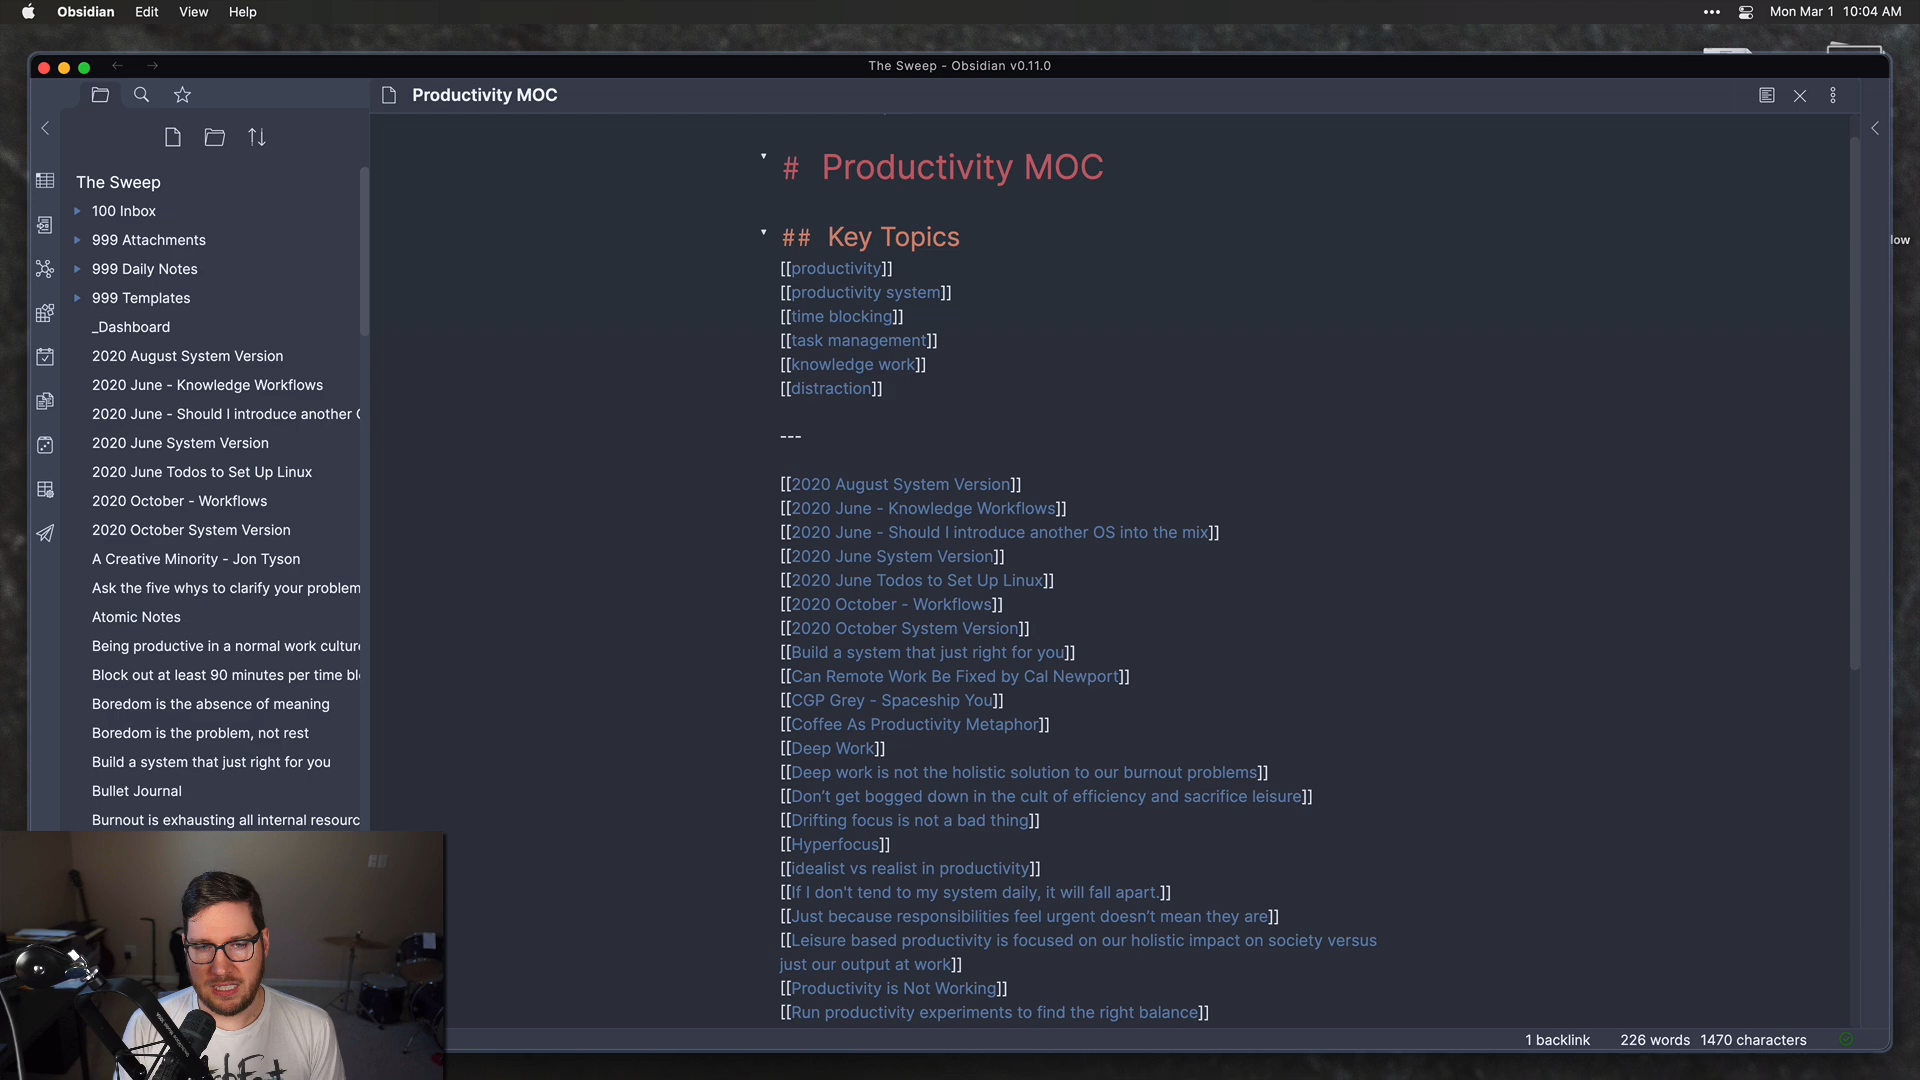 Obsidian Edit View Help
Mon Mar 1 10:04 AM
The Sweep - Obsidian v0.11.0
Productivity MOC
The Sweep
100 Inbox
999 Attachments
999 Daily Notes
999 Templates
_Dashboard
2020 August System Version
2020 June - Knowledge Workflows
2020 June - Should I introduce another
2020 June System Version
2020 June Todos to Set Up Linux
2020 October - Workflows
2020 October System Version
A Creative Minority - Jon Tyson
Ask the five whys to clarify your problem
Atomic Notes
Being productive in a normal work culture
Block out at least 90 minutes per time bl
Boredom is the absence of meaning
Boredom is the problem, not rest
Build a system that just right for you
Bullet Journal
Burnout is exhausting all internal resourc
# Productivity MOC
## Key Topics
[[productivity]]
[[productivity system]]
[[time blocking]]
[[task management]]
[[knowledge work]]
[[distraction]]
---
[[2020 August System Version]]
[[2020 June - Knowledge Workflows]]
[[2020 June - Should I introduce another OS into the mix]]
[[2020 June System Version]]
[[2020 June Todos to Set Up Linux]]
[[2020 October - Workflows]]
[[2020 October System Version]]
[[Build a system that just right for you]]
[[Can Remote Work Be Fixed by Cal Newport]]
[[CGP Grey - Spaceship You]]
[[Coffee As Productivity Metaphor]]
[[Deep Work]]
[[Deep work is not the holistic solution to our burnout problems]]
[[Don’t get bogged down in the cult of efficiency and sacrifice leisure]]
[[Drifting focus is not a bad thing]]
[[Hyperfocus]]
[[idealist vs realist in productivity]]
[[If I don't tend to my system daily, it will fall apart.]]
[[Just because responsibilities feel urgent doesn’t mean they are]]
[[Leisure based productivity is focused on our holistic impact on society versus
just our output at work]]
[[Productivity is Not Working]]
[[Run productivity experiments to find the right balance]]
low
1 backlink 226 words 1470 characters